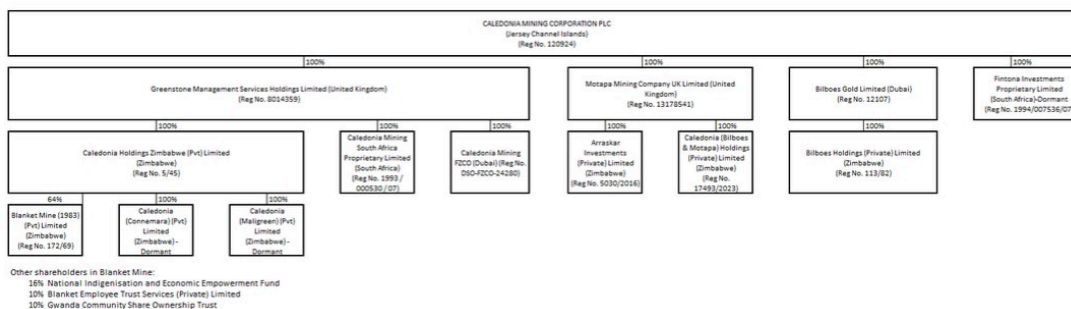 CALEDONIA MINING CORPORATION PLC
(Jersey Channel Islands)
(Reg No. 120924)
100%
100%
100%
100%
Greenstone Management Services Holdings Limited (United Kingdom)
(Reg No. 8014359)
Motapa Mining Company UK Limited (United
Kingdom)
(Reg No. 13178541)
Bilboes Gold Limited (Dubai)
(Reg No. 12107)
Fintona Investments
Proprietary Limited
(South Africa)-Dormant
(Reg No. 1994/007536/07)
100%
100%
100%
100%
100%
100%
Caledonia Holdings Zimbabwe (Pvt) Limited
(Zimbabwe)
(Reg No. 5/45)
Caledonia Mining
South Africa
Proprietary Limited
(South Africa)
(Reg No. 1993 /
000530 / 07)
Caledonia Mining
FZCO (Dubai) (Reg No.
DSO-FZCO-24280)
Arraskar
Investments
(Private) Limited
(Zimbabwe)
(Reg No. 5030/2016)
Caledonia (Bilboes
& Motapa) Holdings
(Private) Limited
(Zimbabwe)
(Reg No.
17493/2023)
Bilboes Holdings (Private) Limited
(Zimbabwe)
(Reg No. 113/82)
64%
100%
100%
Blanket Mine (1983)
(Pvt) Limited
(Zimbabwe)
(Reg No. 172/69)
Caledonia
(Connemara) (Pvt)
Limited
(Zimbabwe) -
Dormant
Caledonia
(Maligreen) (Pvt)
Limited
(Zimbabwe) -
Dormant
Other shareholders in Blanket Mine:
16% National Indigenisation and Economic Empowerment Fund
10% Blanket Employee Trust Services (Private) Limited
10% Gwanda Community Share Ownership Trust